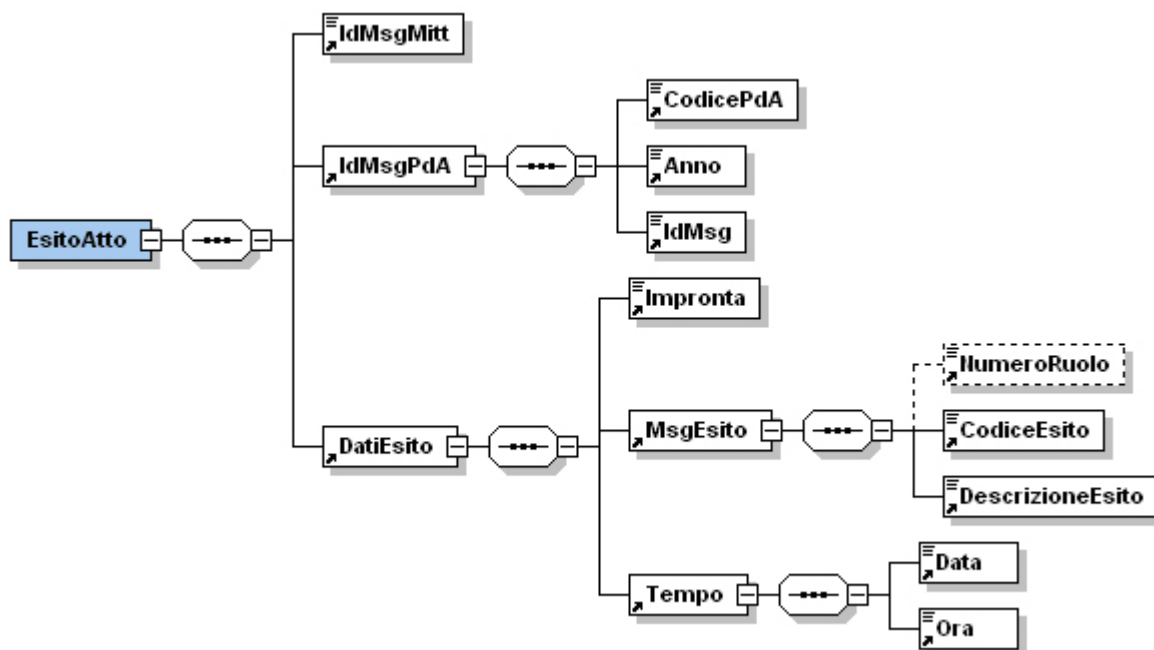 IdMsgMitt
CodicePdA
IdMsgPdA
Anno
IdMsg
EsitoAtto
Impronta
NumeroRuolo
MsgEsito
CodiceEsito
DatiEsito
DescrizioneEsito
Data
Tempo
Ora